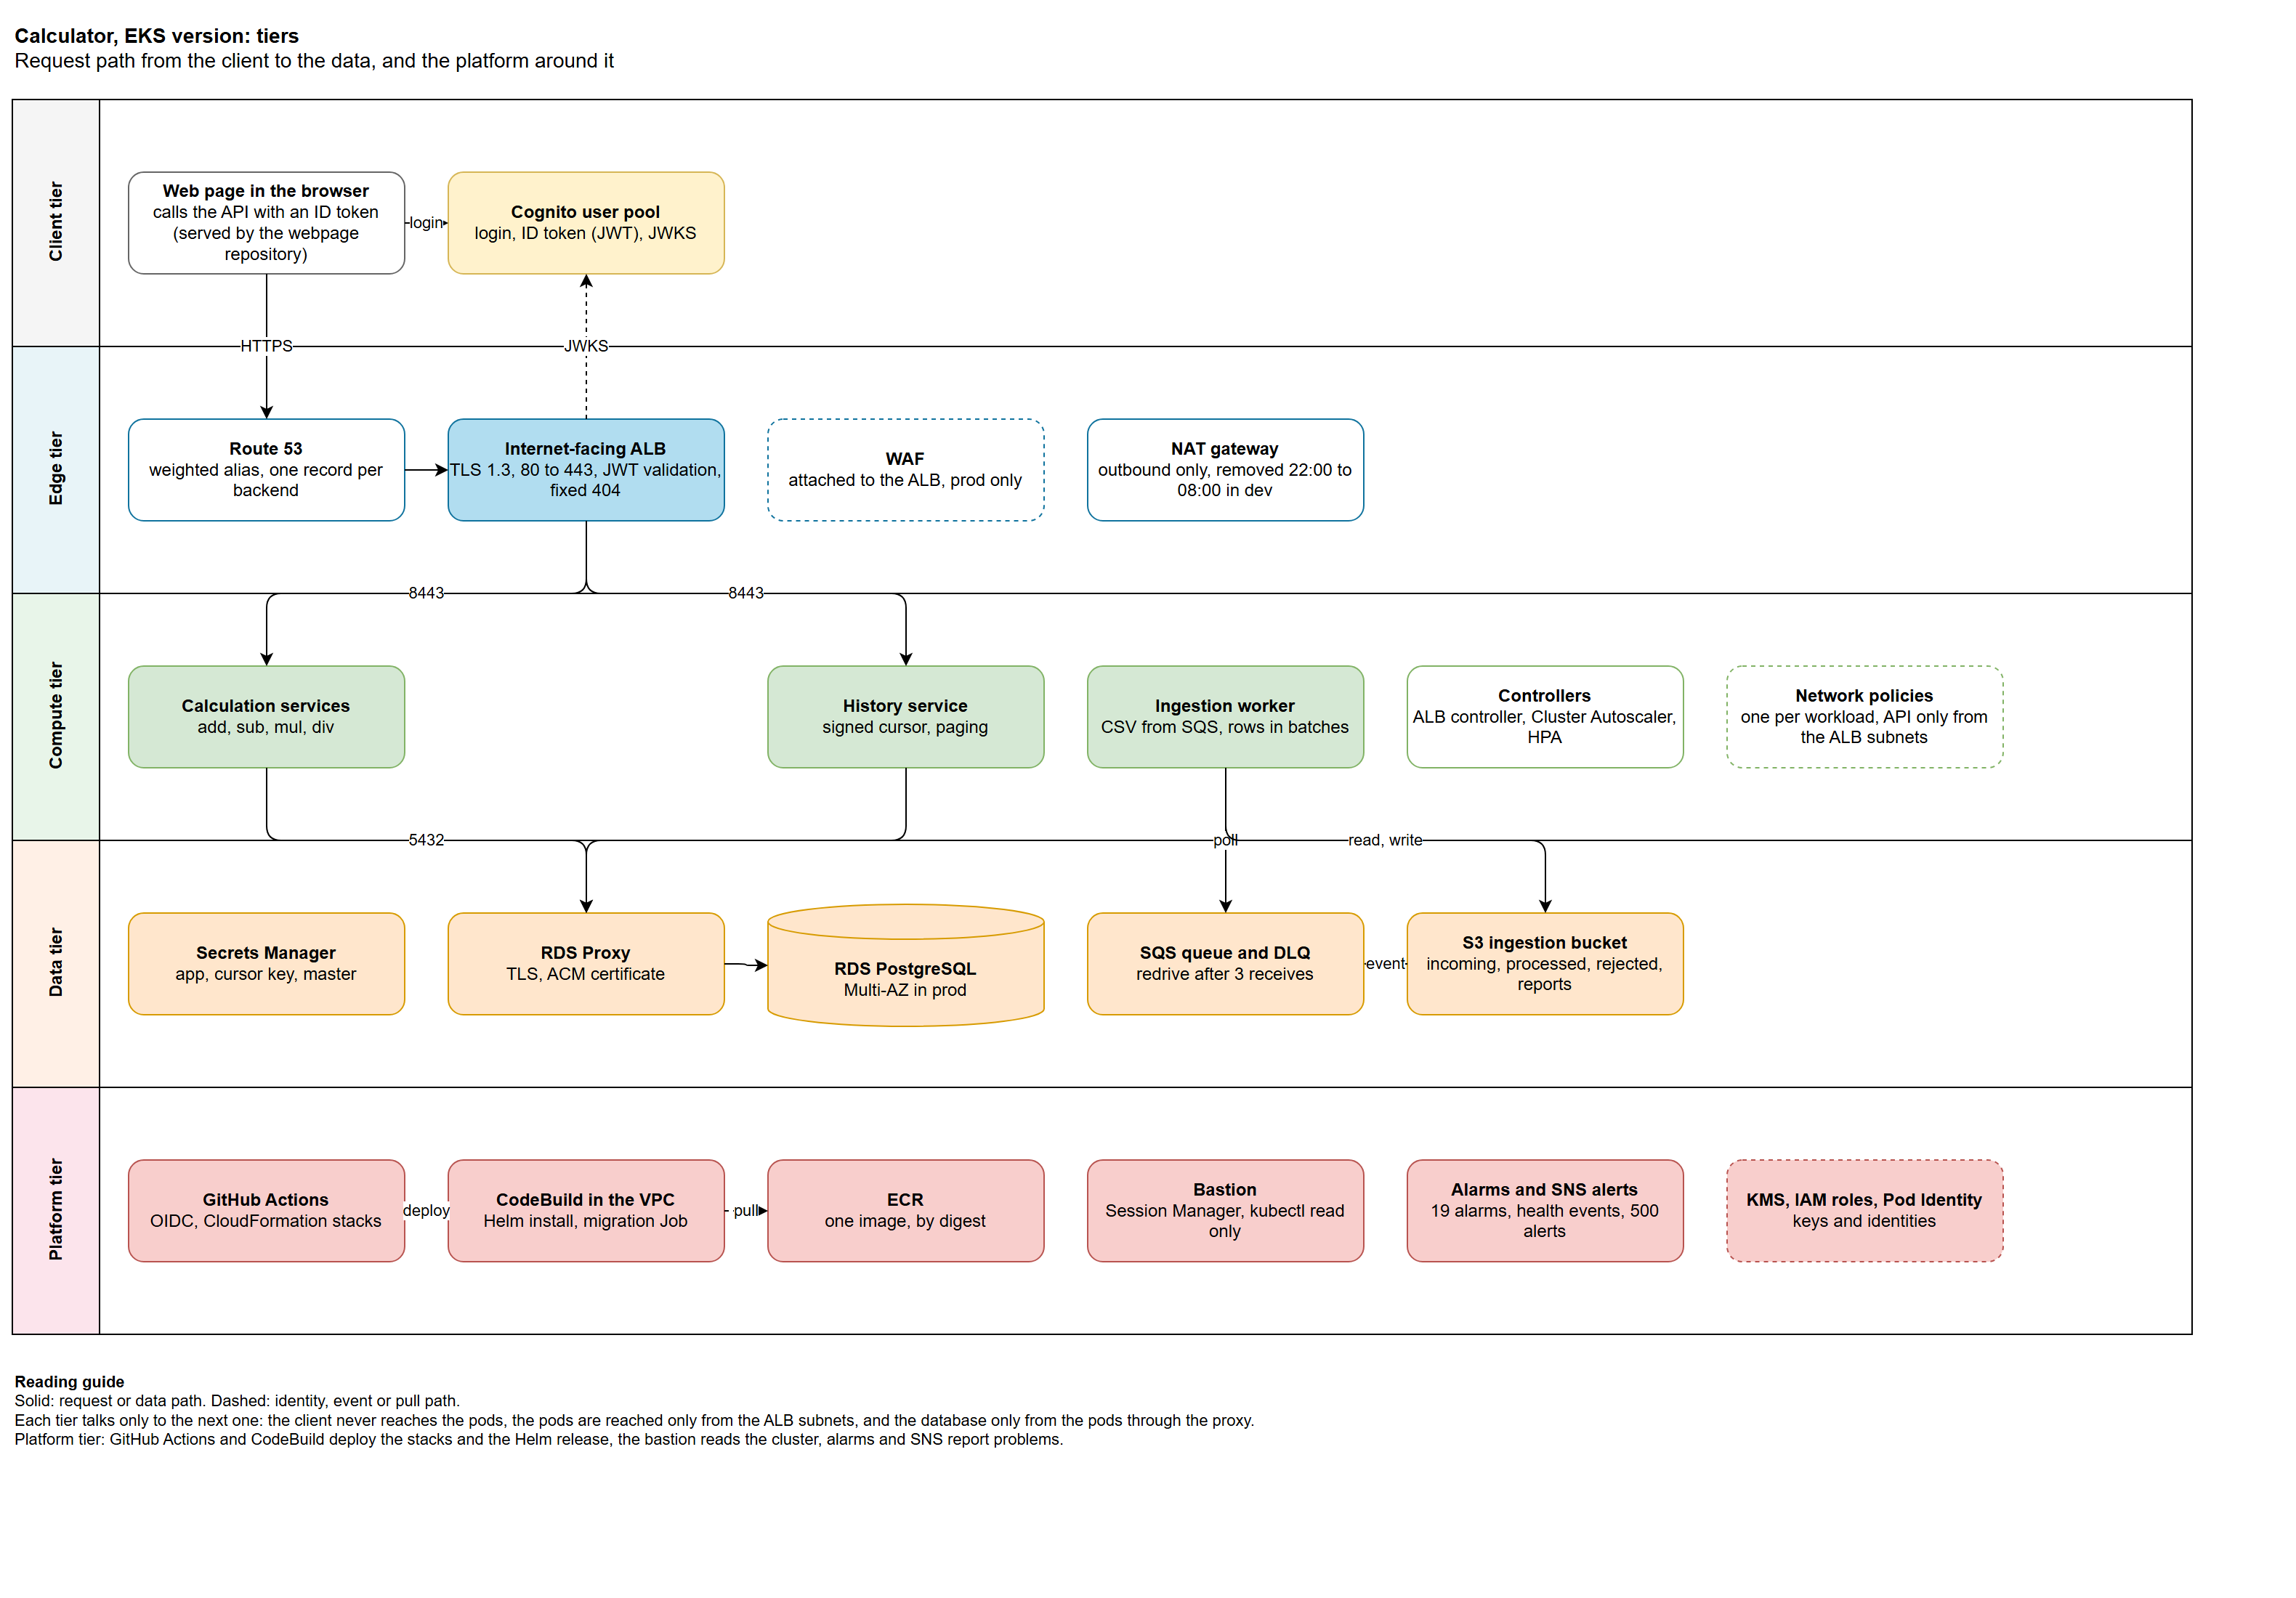 Calculator, EKS version: tiers
Request path from the client to the data, and the platform around it
Client tier
Web page in the browser
calls the API with an ID token
(served by the webpage
repository)
login
Cognito user pool
login, ID token (JWT), JWKS
HTTPS
JWKS
Edge tier
Route 53
weighted alias, one record per
backend
Internet-facing ALB
TLS 1.3, 80 to 443, JWT validation,
fixed 404
WAF
attached to the ALB, prod only
NAT gateway
outbound only, removed 22:00 to
08:00 in dev
8443
8443
Compute tier
Calculation services
add, sub, mul, div
History service
signed cursor, paging
Ingestion worker
CSV from SQS, rows in batches
Controllers
ALB controller, Cluster Autoscaler,
HPA
Network policies
one per workload, API only from
the ALB subnets
5432
poll
read, write
Data tier
Secrets Manager
app, cursor key, master
RDS Proxy
TLS, ACM certificate
RDS PostgreSQL
Multi-AZ in prod
SQS queue and DLQ
redrive after 3 receives
event
S3 ingestion bucket
incoming, processed, rejected,
reports
Platform tier
GitHub Actions
OIDC, CloudFormation stacks
deploy
CodeBuild in the VPC
Helm install, migration Job
pull
ECR
one image, by digest
Bastion
Session Manager, kubectl read
only
Alarms and SNS alerts
19 alarms, health events, 500
alerts
KMS, IAM roles, Pod Identity
keys and identities
Reading guide
Solid: request or data path. Dashed: identity, event or pull path.
Each tier talks only to the next one: the client never reaches the pods, the pods are reached only from the ALB subnets, and the database only from the pods through the proxy.
Platform tier: GitHub Actions and CodeBuild deploy the stacks and the Helm release, the bastion reads the cluster, alarms and SNS report problems.